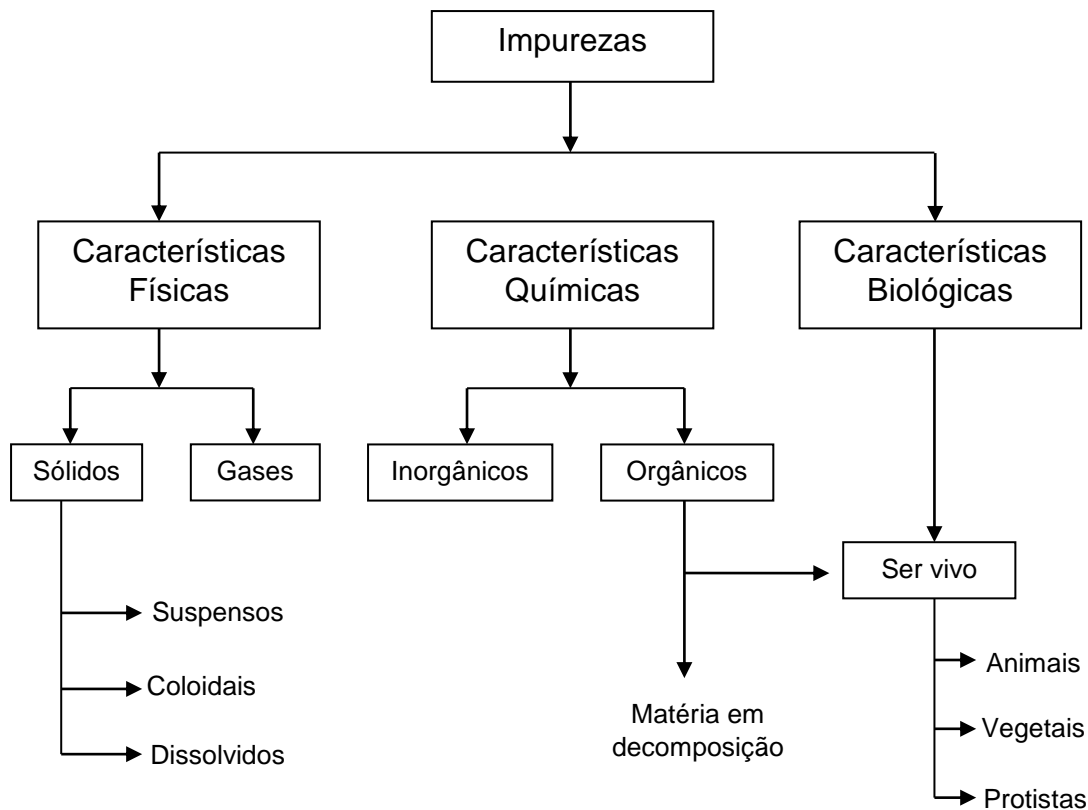 Impurezas
Características
Físicas
Características
Químicas
Características
Biológicas
Sólidos
Gases
Inorgânicos
Orgânicos
Ser vivo
Suspensos
Coloidais
Dissolvidos
Matéria em
decomposição
Animais
Vegetais
Protistas